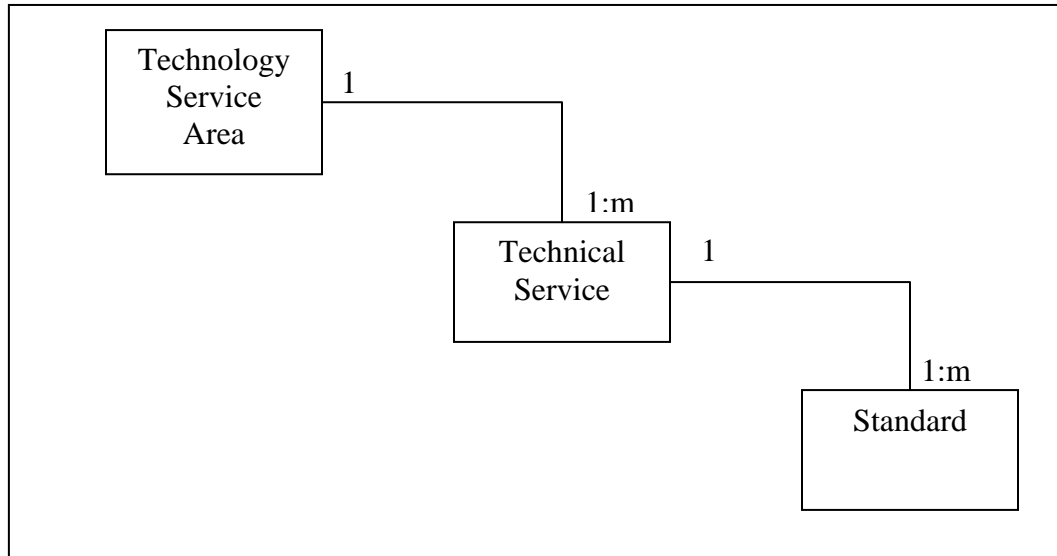 Technology
Service
Area
1
1:m
Technical
Service
1
1:m
Standard